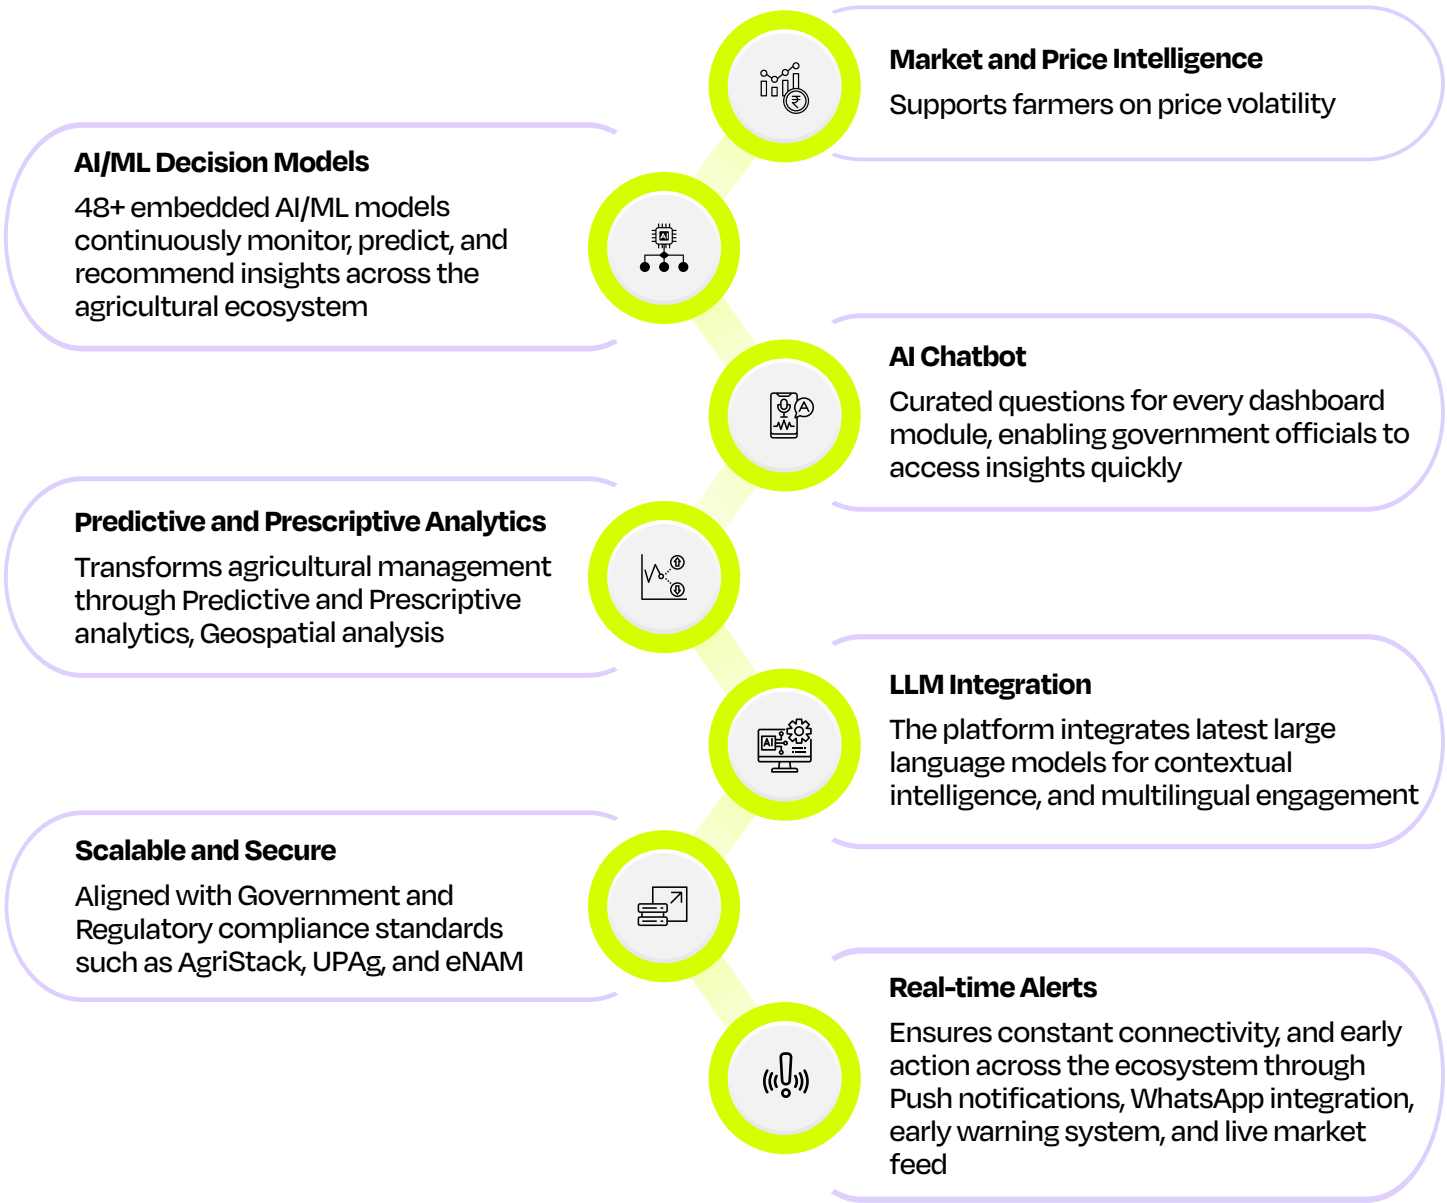 Market and Price Intelligence
Supports farmers on price volatility
AI/ML Decision Models
48+ embedded AI/ML models
continuously monitor, predict, and
recommend insights across the
agricultural ecosystem
AI
AI Chatbot
Curated questions for every dashboard
module, enabling government officials to
access insights quickly
A
Predictive and Prescriptive Analytics
Transforms agricultural management
through Predictive and Prescriptive
analytics, Geospatial analysis
LLM Integration
The platform integrates latest large
language models for contextual
intelligence, and multilingual engagement
AI
Scalable and Secure
Aligned with Government and
Regulatory compliance standards
such as AgriStack, UPAg, and eNAM
Real-time Alerts
Ensures constant connectivity, and early
action across the ecosystem through
Push notifications, WhatsApp integration,
early warning system, and live market
feed